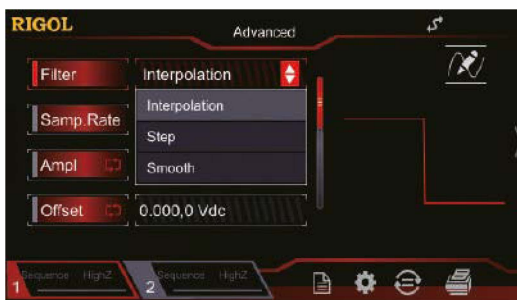 RIGOL
Advanced
Filter
Interpolation
Interpolation
Samp.Rate
Step
Ampl
Smooth
Offset
0.000,0 Vdc
Sequence HighZ
1
Sequence HighZ
2